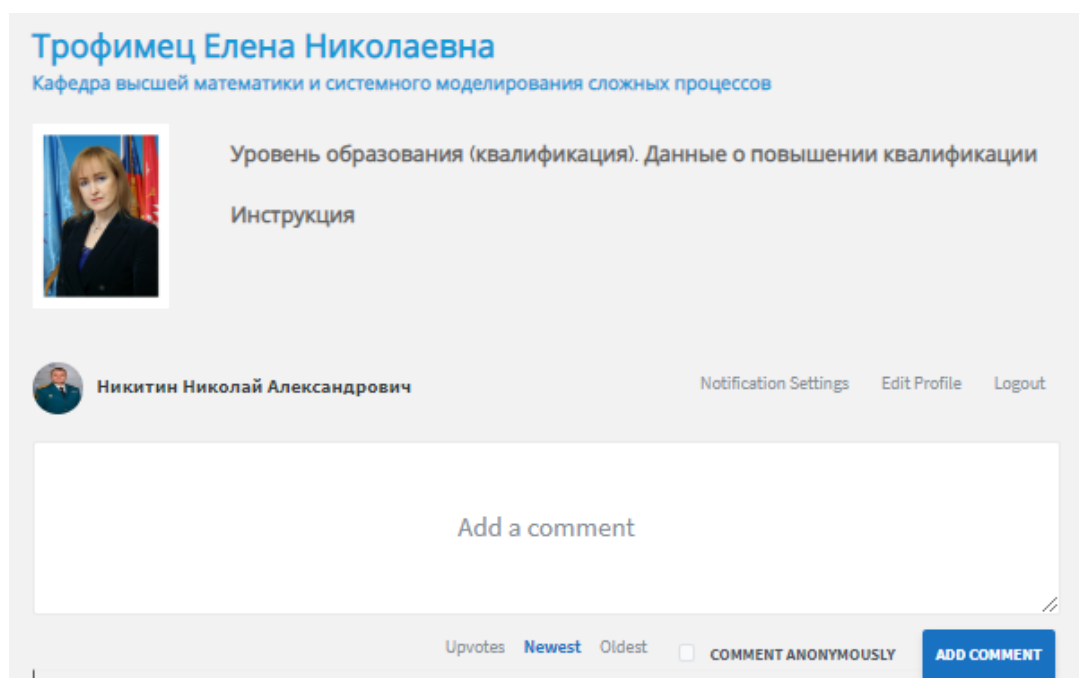 Трофимец Елена Николаевна
Кафедра высшей математики и системного моделирования сложных процессов
Уровень образования (квалификация). Данные о повышении квалификации
Инструкция
Никитин Николай Александрович
Notification Settings Edit Profile Logout
Add a comment
Upvotes Newest Oldest COMMENT ANONYMOUSLY ADD COMMENT